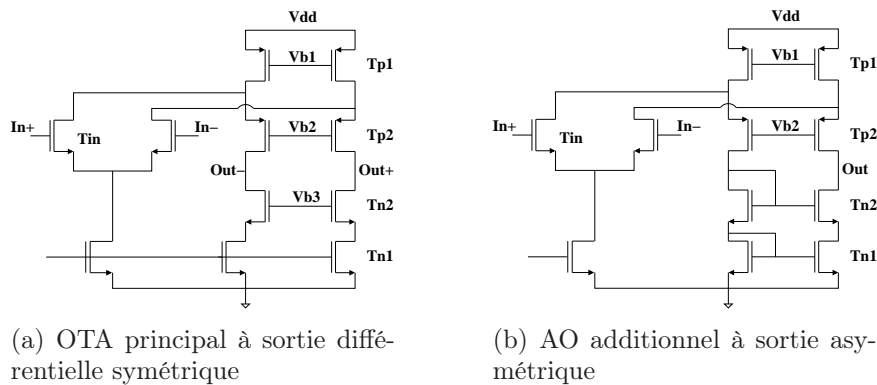 Vdd
Vb1
Tp1
In+
Tin
In−
Vb2
Tp2
Out−
Out+
Vb3
Tn2
Tn1
(a) OTA principal à sortie diffé-
rentielle symétrique
Vdd
Vb1
Tp1
In+
Tin
In−
Vb2
Tp2
Out
Tn2
Tn1
(b) AO additionnel à sortie asy-
métrique